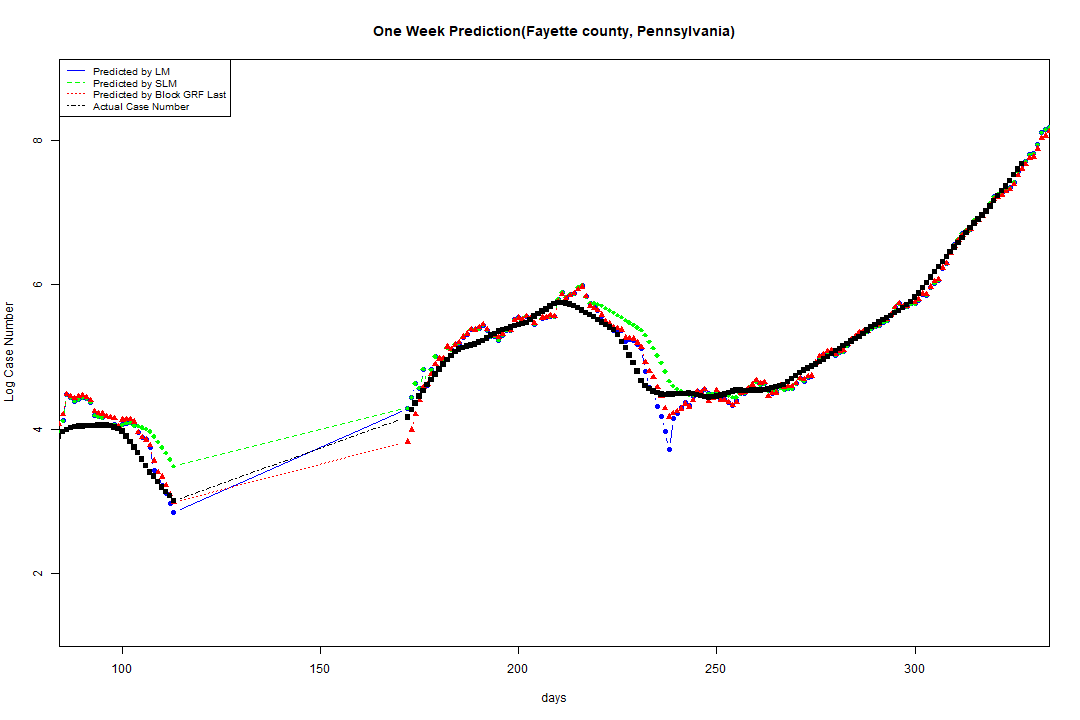 One Week Prediction(Fayette county, Pennsylvania)
Predicted by LM
Predicted by SLM
Predicted by Block GRF Last
Actual Case Number
8
6
4
2
Log Case Number
100 150 200 250 300
days